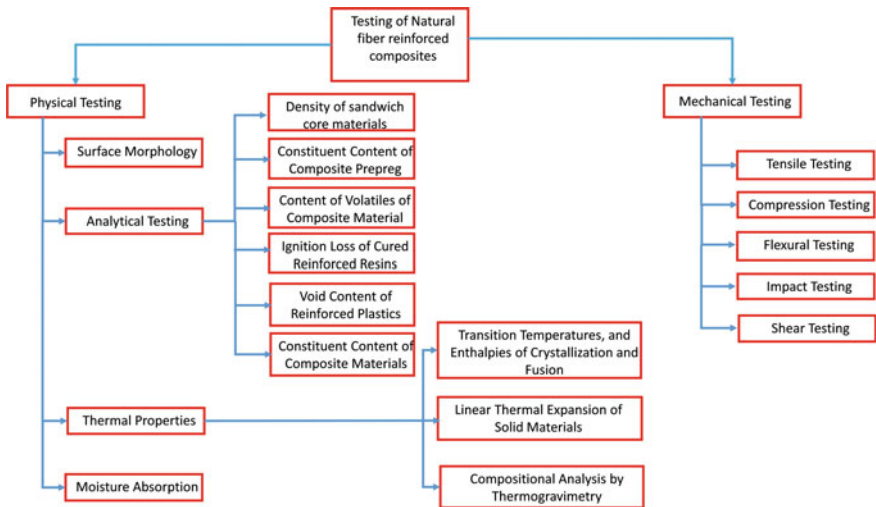 Testing of Natural
fiber reinforced
composites
Physical Testing
Mechanical Testing
Surface Morphology
Analytical Testing
Density of sandwich
core materials
Constituent Content of
Composite Prepreg
Content of Volatiles of
Composite Material
Ignition Loss of Cured
Reinforced Resins
Void Content of
Reinforced Plastics
Constituent Content of
Composite Materials
Thermal Properties
Transition Temperatures, and
Enthalpies of Crystallization and
Fusion
Linear Thermal Expansion of
Solid Materials
Compositional Analysis by
Thermogravimetry
Moisture Absorption
Tensile Testing
Compression Testing
Flexural Testing
Impact Testing
Shear Testing